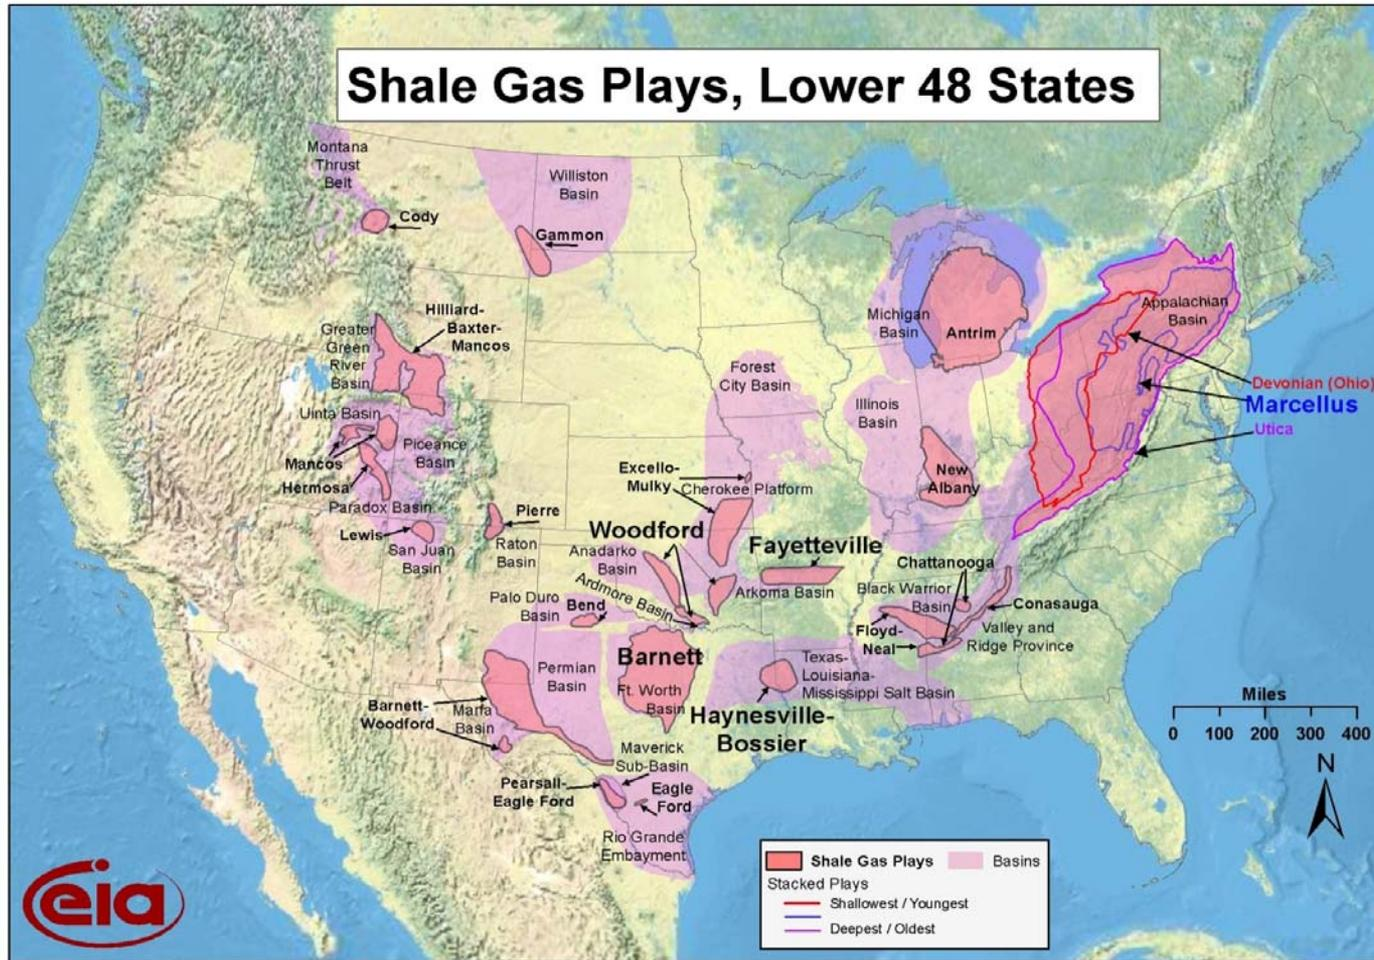 Shale Gas Plays, Lower 48 States
Montana
Thrust
Belt
Cody
Williston
Basin
Gammon
Hilliard-
Baxter-
Mancos
Greater
Green
River
Basin
Uinta Basin
Piceance
Basin
Mancos
Hermosa
Paradox Basin
Lewis
San Juan
Basin
Pierre
Raton
Basin
Michigan
Basin
Antrim
Forest
City Basin
Illinois
Basin
New
Albany
Appalachian
Basin
Devonian (Ohio)
Marcellus
Utica
Excello-
Mulky
Cherokee Platform
Woodford
Anadarko
Basin
Ardmore Basin
Fayetteville
Arkoma Basin
Palo Duro
Basin
Bend
Chattanooga
Black Warrior
Basin
Conasauga
Floyd-
Neal
Valley and
Ridge Province
Barnett
Ft. Worth
Basin
Permian
Basin
Barnett-
Woodford
Marfa
Basin
Texas-
Louisiana-
Mississippi Salt Basin
Haynesville-
Bossier
Maverick
Sub-Basin
Pearsall-
Eagle Ford
Eagle
Ford
Rio Grande
Embayment
Miles
0 100 200 300 400
N
Shale Gas Plays
Basins
Stacked Plays
Shallowest / Youngest
Deepest / Oldest
eia